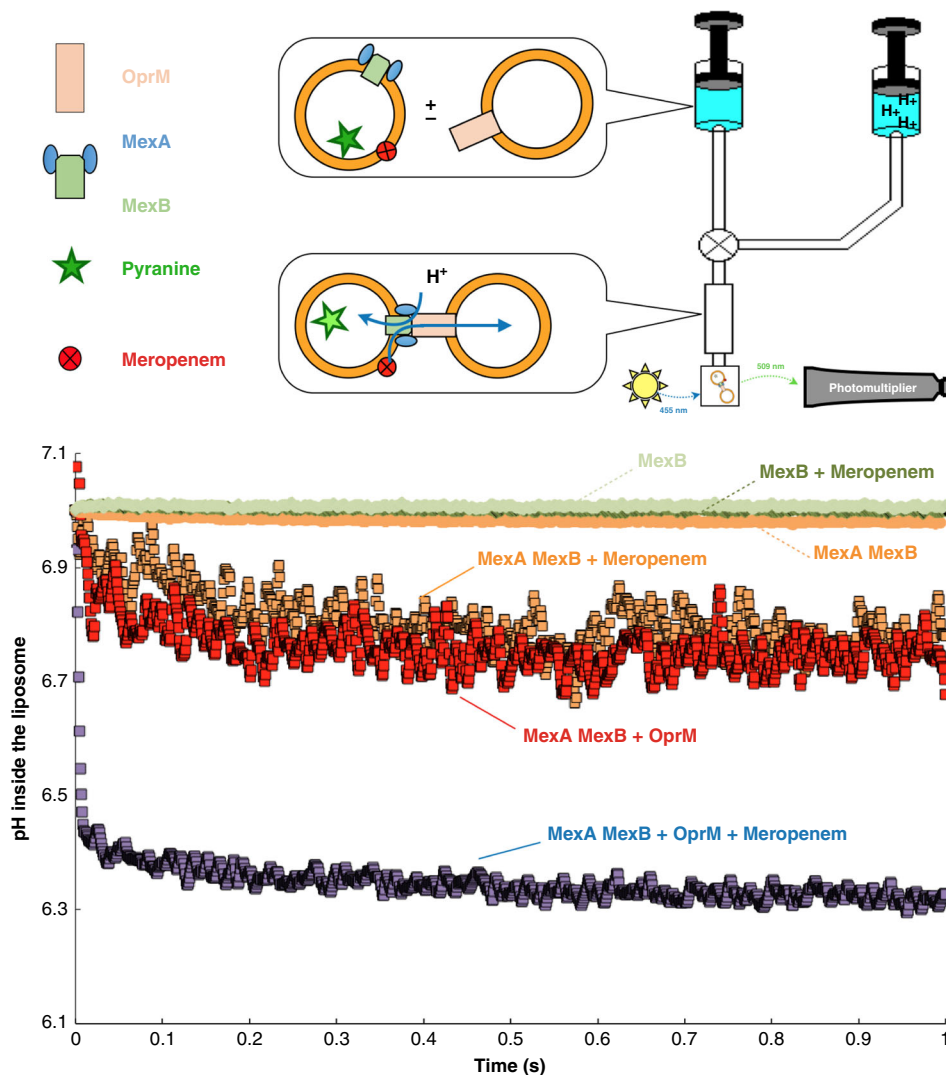 OprM
MexA
MexB
Pyranine
Meropenem
+
−
H+
H+
H+
H+
455 nm
509 nm
Photomultiplier
7.1
6.9
6.7
6.5
6.3
6.1
pH inside the liposome
MexB
MexB + Meropenem
MexA MexB
MexA MexB + Meropenem
MexA MexB + OprM
MexA MexB + OprM + Meropenem
0 0.1 0.2 0.3 0.4 0.5 0.6 0.7 0.8 0.9 1
Time (s)